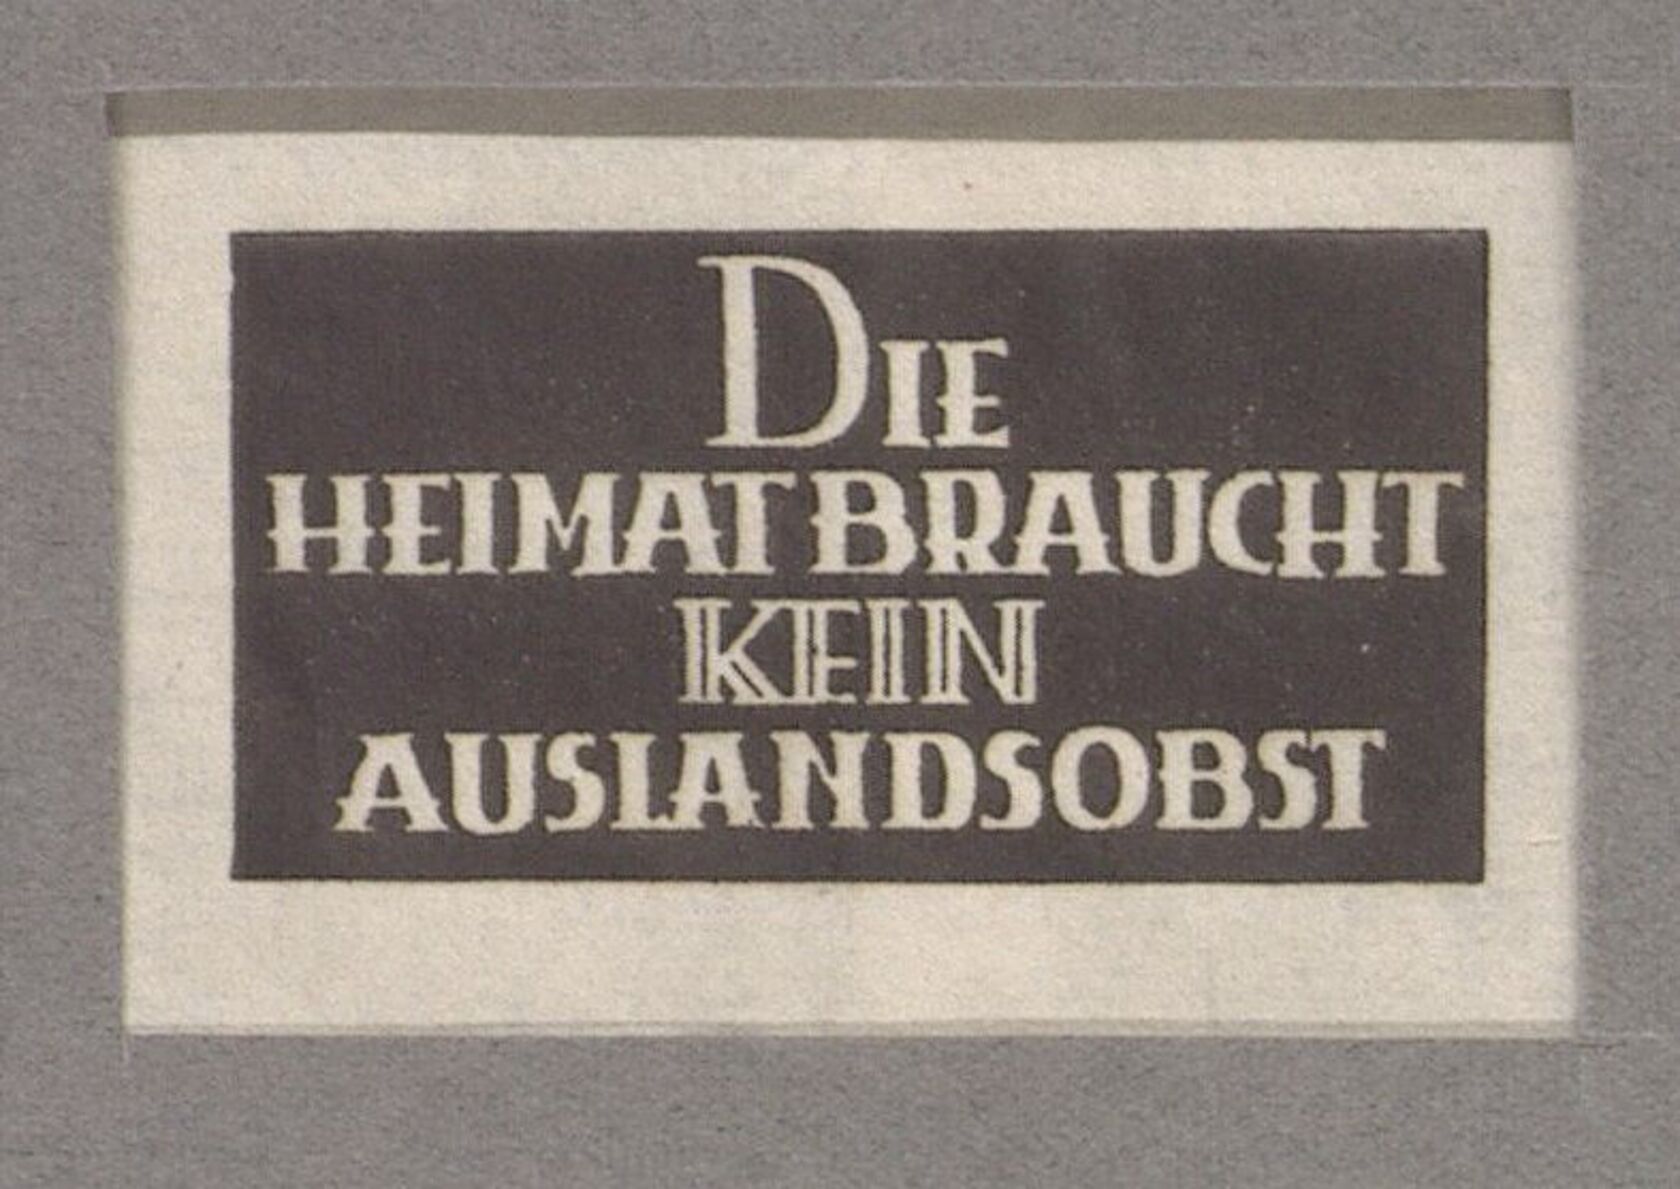 DIE
HEIMAT BRAUCHT
KEIN
AUSLANDSOBST